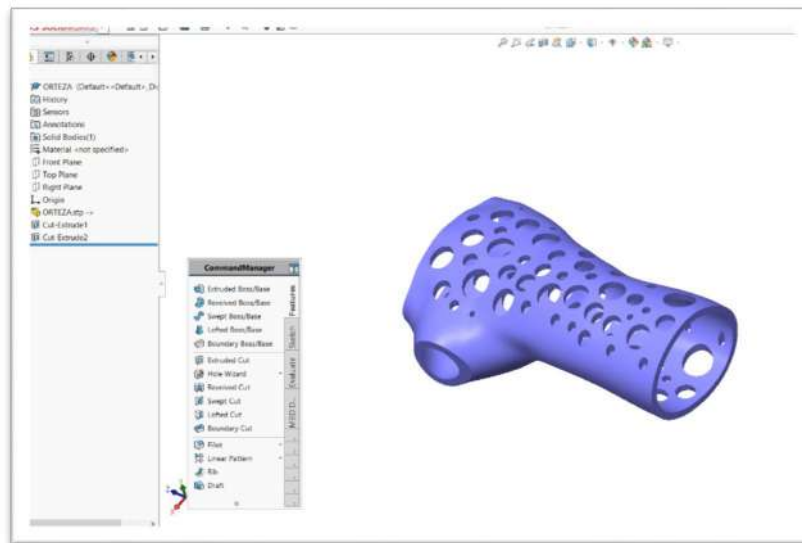 ORTEZA (Default<<Default>_Di
History
Sensors
Annotations
Solid Bodies(1)
Material <not specified>
Front Plane
Top Plane
Right Plane
Origin
ORTEZA.stp ->
Cut-Extrude1
Cut-Extrude2
CommandManager
Extruded Boss/Base
Revolved Boss/Base
Swept Boss/Base
Lofted Boss/Base
Boundary Boss/Base
Extruded Cut
Hole Wizard
Revolved Cut
Swept Cut
Lofted Cut
Boundary Cut
Fillet
Linear Pattern
Rib
Draft
Features
Sketch
Evaluate
MBD D...